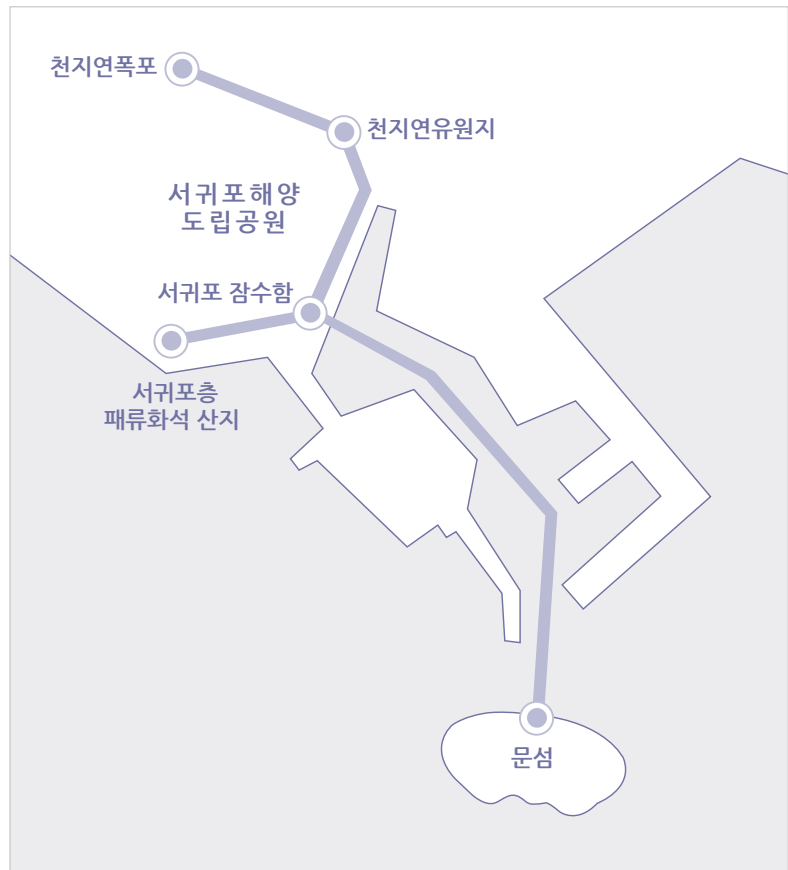 천지연폭포
천지연유원지
서귀포해양
도립공원
서귀포 잠수함
서귀포층
패류화석 산지
문섬